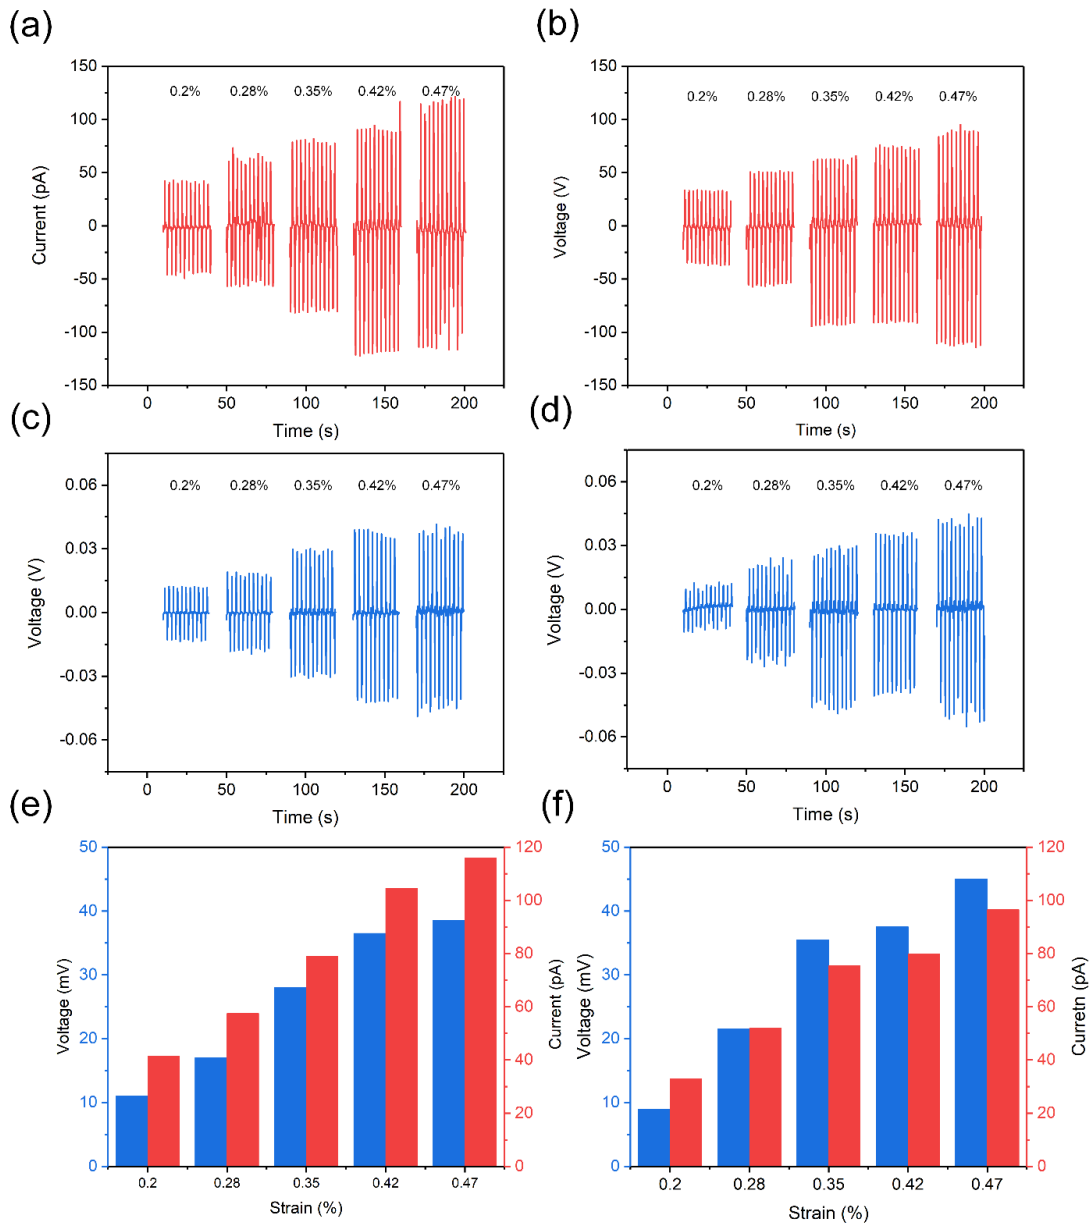 (a)
150
100
50
0
-50
-100
-150
Current (pA)
0.2% 0.28% 0.35% 0.42% 0.47%
0 50 100 150 200
Time (s)
(b)
150
100
50
0
-50
-100
-150
Voltage (V)
0.2% 0.28% 0.35% 0.42% 0.47%
0 50 100 150 200
Time (s)
(c)
0.06
0.03
0.00
-0.03
-0.06
Voltage (V)
0.2% 0.28% 0.35% 0.42% 0.47%
0 50 100 150 200
Time (s)
(d)
0.06
0.03
0.00
-0.03
-0.06
Voltage (V)
0.2% 0.28% 0.35% 0.42% 0.47%
0 50 100 150 200
Time (s)
(e)
50
40
30
20
10
0
Voltage (mV)
120
100
80
60
40
20
0
Current (pA)
0.2 0.28 0.35 0.42 0.47
Strain (%)
(f)
50
40
30
20
10
0
Voltage (mV)
120
100
80
60
40
20
0
Curretn (pA)
0.2 0.28 0.35 0.42 0.47
Strain (%)